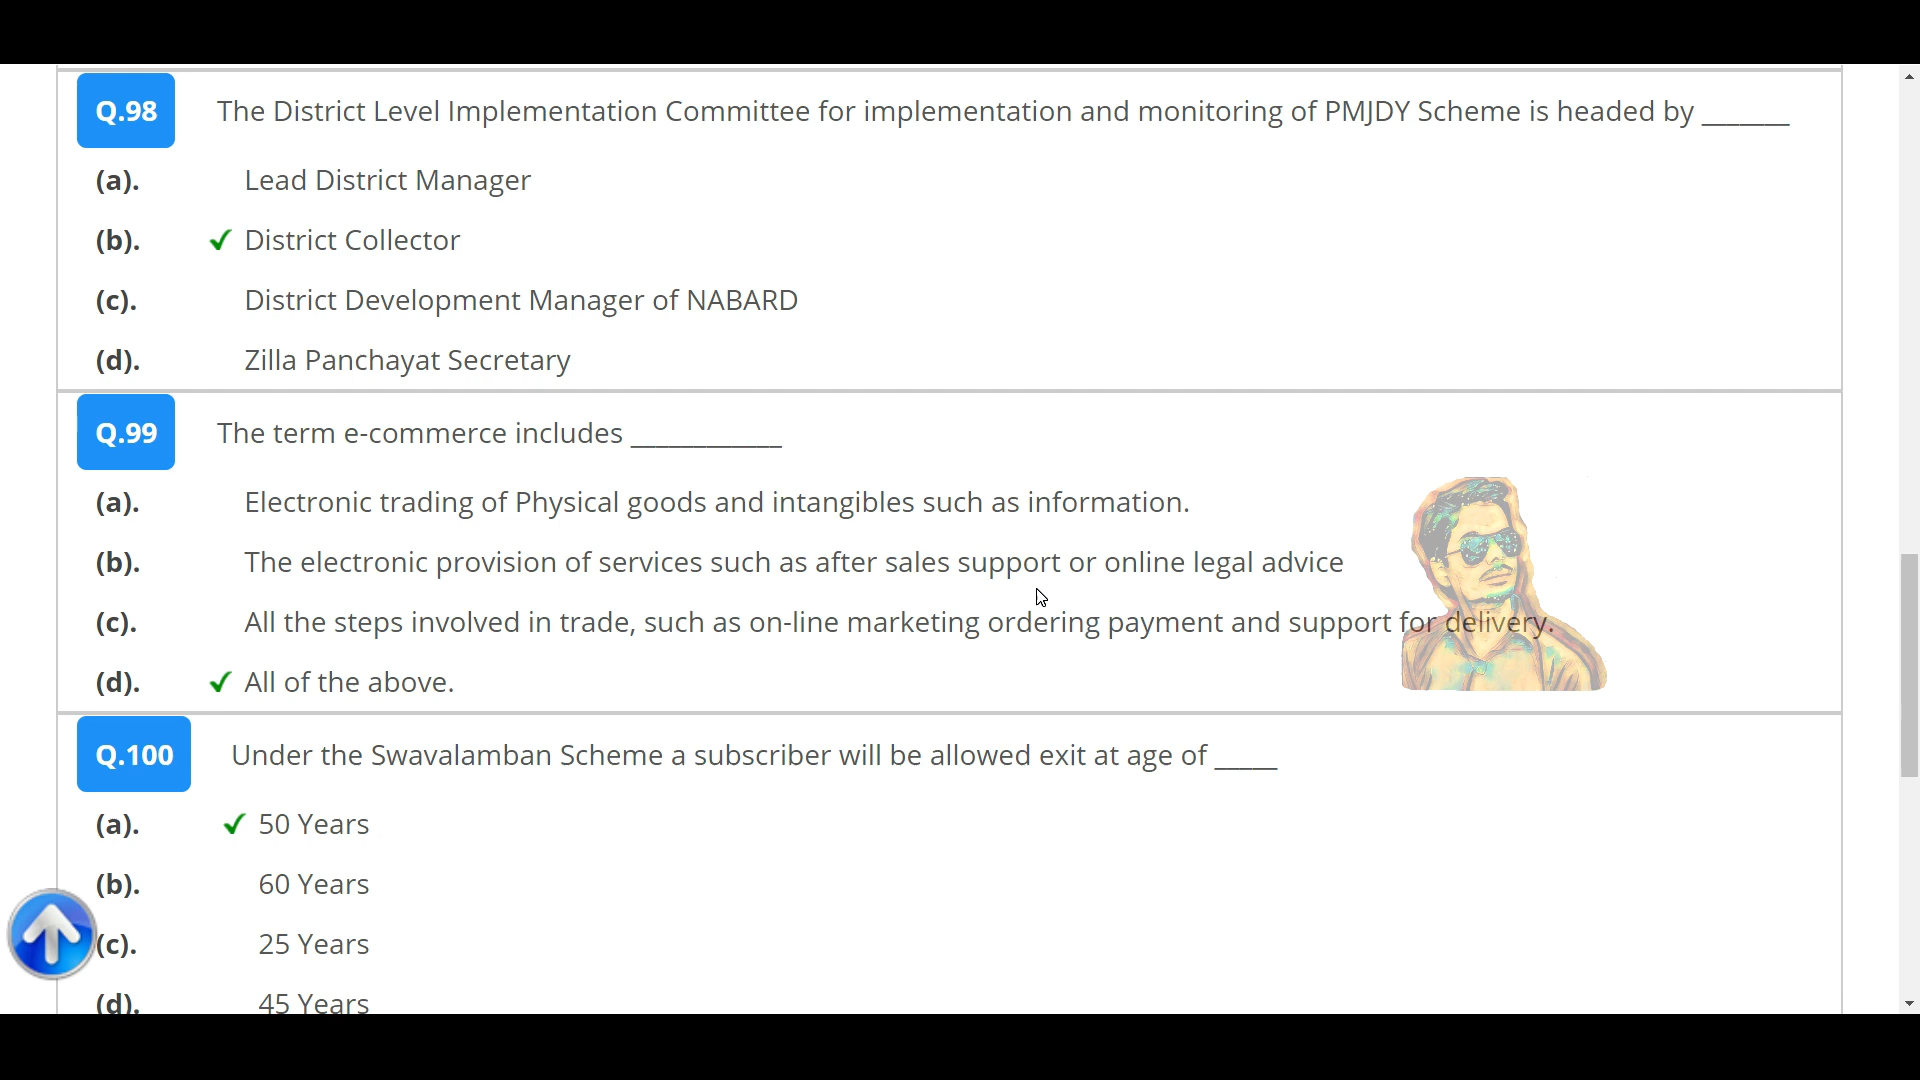 Q.98 The District Level Implementation Committee for implementation and monitoring of PMJDY Scheme is headed by _______
(a). Lead District Manager
(b). ✓ District Collector
(c). District Development Manager of NABARD
(d). Zilla Panchayat Secretary
Q.99 The term e-commerce includes ____________
(a). Electronic trading of Physical goods and intangibles such as information.
(b). The electronic provision of services such as after sales support or online legal advice
(c). All the steps involved in trade, such as on-line marketing ordering payment and support for delivery.
(d). ✓ All of the above.
Q.100 Under the Swavalamban Scheme a subscriber will be allowed exit at age of _____
(a). ✓ 50 Years
(b). 60 Years
(c). 25 Years
(d). 45 Years